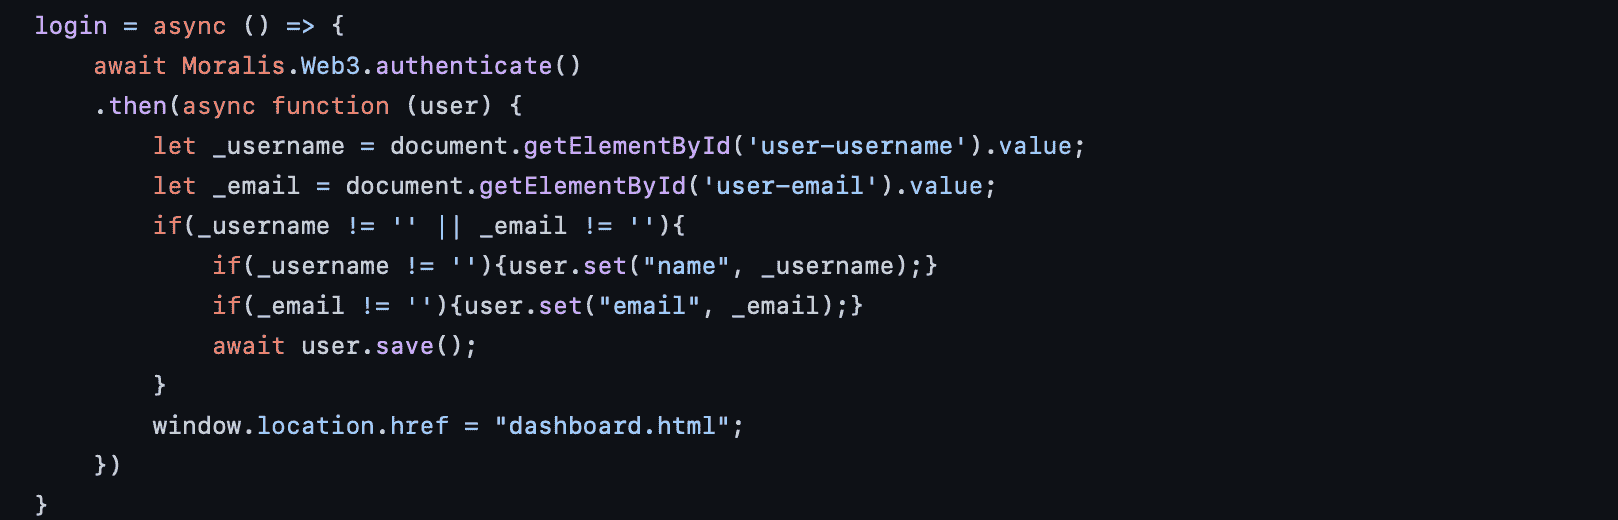 login = async () => {
    await Moralis.Web3.authenticate()
    .then(async function (user) {
        let _username = document.getElementById('user-username').value;
        let _email = document.getElementById('user-email').value;
        if(_username != '' || _email != ''){
            if(_username != ''){user.set("name", _username);}
            if(_email != ''){user.set("email", _email);}
            await user.save();
        }
        window.location.href = "dashboard.html";
    })
}